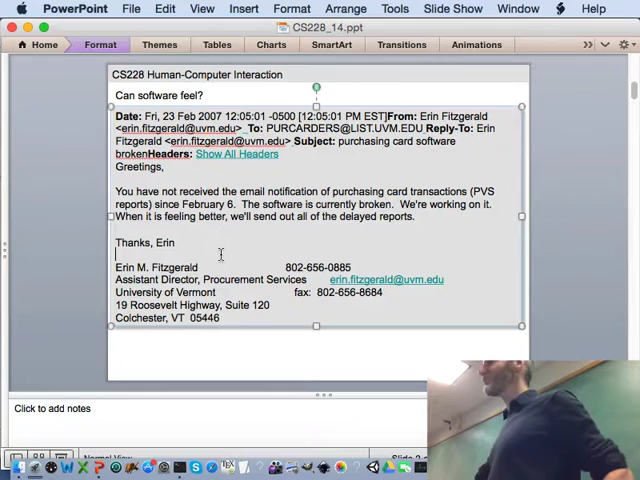 PowerPoint File Edit View Insert Format Arrange Tools Slide Show Window Help
CS228_14.ppt
Home Format Themes Tables Charts SmartArt Transitions Animations
CS228 Human-Computer Interaction
Can software feel?
Date: Fri, 23 Feb 2007 12:05:01 -0500 [12:05:01 PM EST]From: Erin Fitzgerald
<erin.fitzgerald@uvm.edu> To: PURCARDERS@LIST.UVM.EDU Reply-To: Erin
Fitzgerald <erin.fitzgerald@uvm.edu> Subject: purchasing card software
brokenHeaders: Show All Headers
Greetings,
You have not received the email notification of purchasing card transactions (PVS
reports) since February 6. The software is currently broken. We're working on it.
When it is feeling better, we'll send out all of the delayed reports.
Thanks, Erin
Erin M. Fitzgerald 802-656-0885
Assistant Director, Procurement Services erin.fitzgerald@uvm.edu
University of Vermont fax: 802-656-8684
19 Roosevelt Highway, Suite 120
Colchester, VT 05446
Click to add notes
Normal View